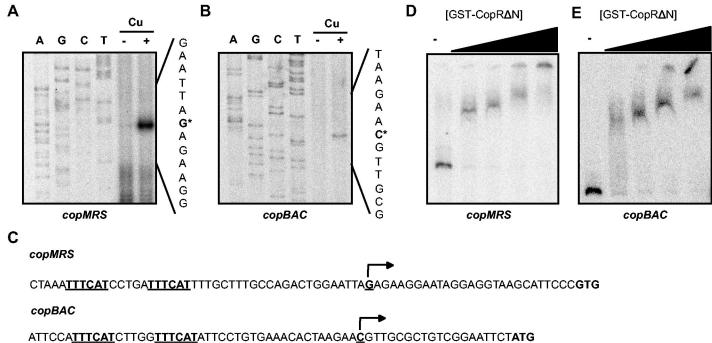 A
Cu
A G C T - +
G
A
A
T
T
A
G*
A
G
A
A
G
G
copMRS
B
Cu
A G C T - +
T
A
A
G
A
A
C*
G
T
T
G
C
G
copBAC
D
[GST-CopRΔN]
-
copMRS
E
[GST-CopRΔN]
-
copBAC
C
copMRS
CTAAATTTCATCCTGATTTCATTTTGCTTTGCCAGACTGGAATTAGAGAAGGAATAGGAGGTAAGCATTCCCGTG
copBAC
ATTCCATTTCATCTTGGTTTCATATTCCTGTGAAACACTAAGAACGTTGCGCTGTCGGAATTCTATG